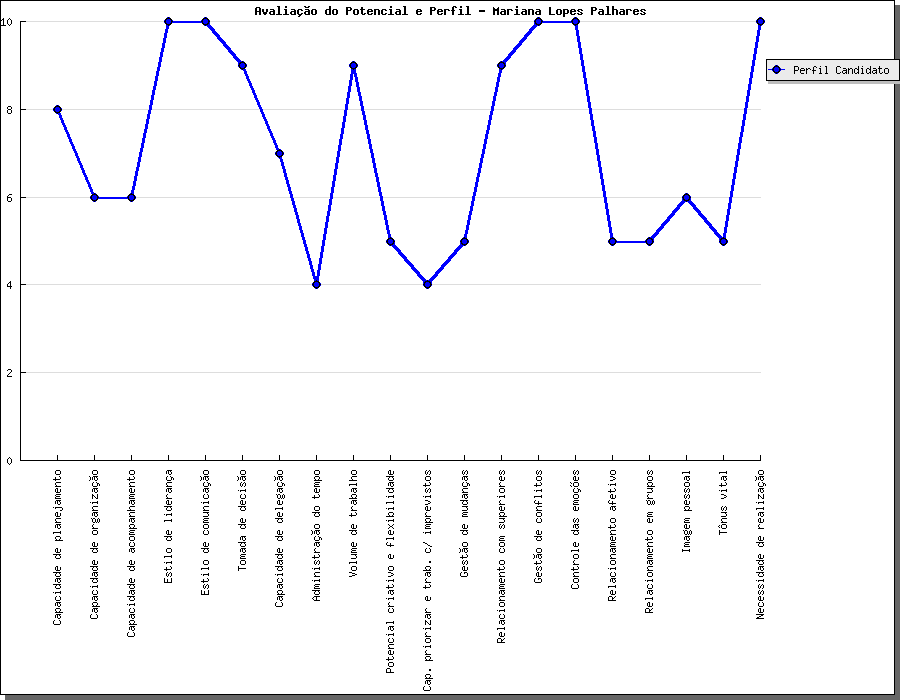 Avaliação do Potencial e Perfil - Mariana Lopes Palhares
Perfil Candidato
10
8
6
4
2
0
Capacidade de planejamento
Capacidade de organização
Capacidade de acompanhamento
Estilo de liderança
Estilo de comunicação
Tomada de decisão
Capacidade de delegação
Administração do tempo
Volume de trabalho
Potencial criativo e flexibilidade
Cap. priorizar e trab. c/ imprevistos
Gestão de mudanças
Relacionamento com superiores
Gestão de conflitos
Controle das emoções
Relacionamento afetivo
Relacionamento em grupos
Imagem pessoal
Tônus vital
Necessidade de realização